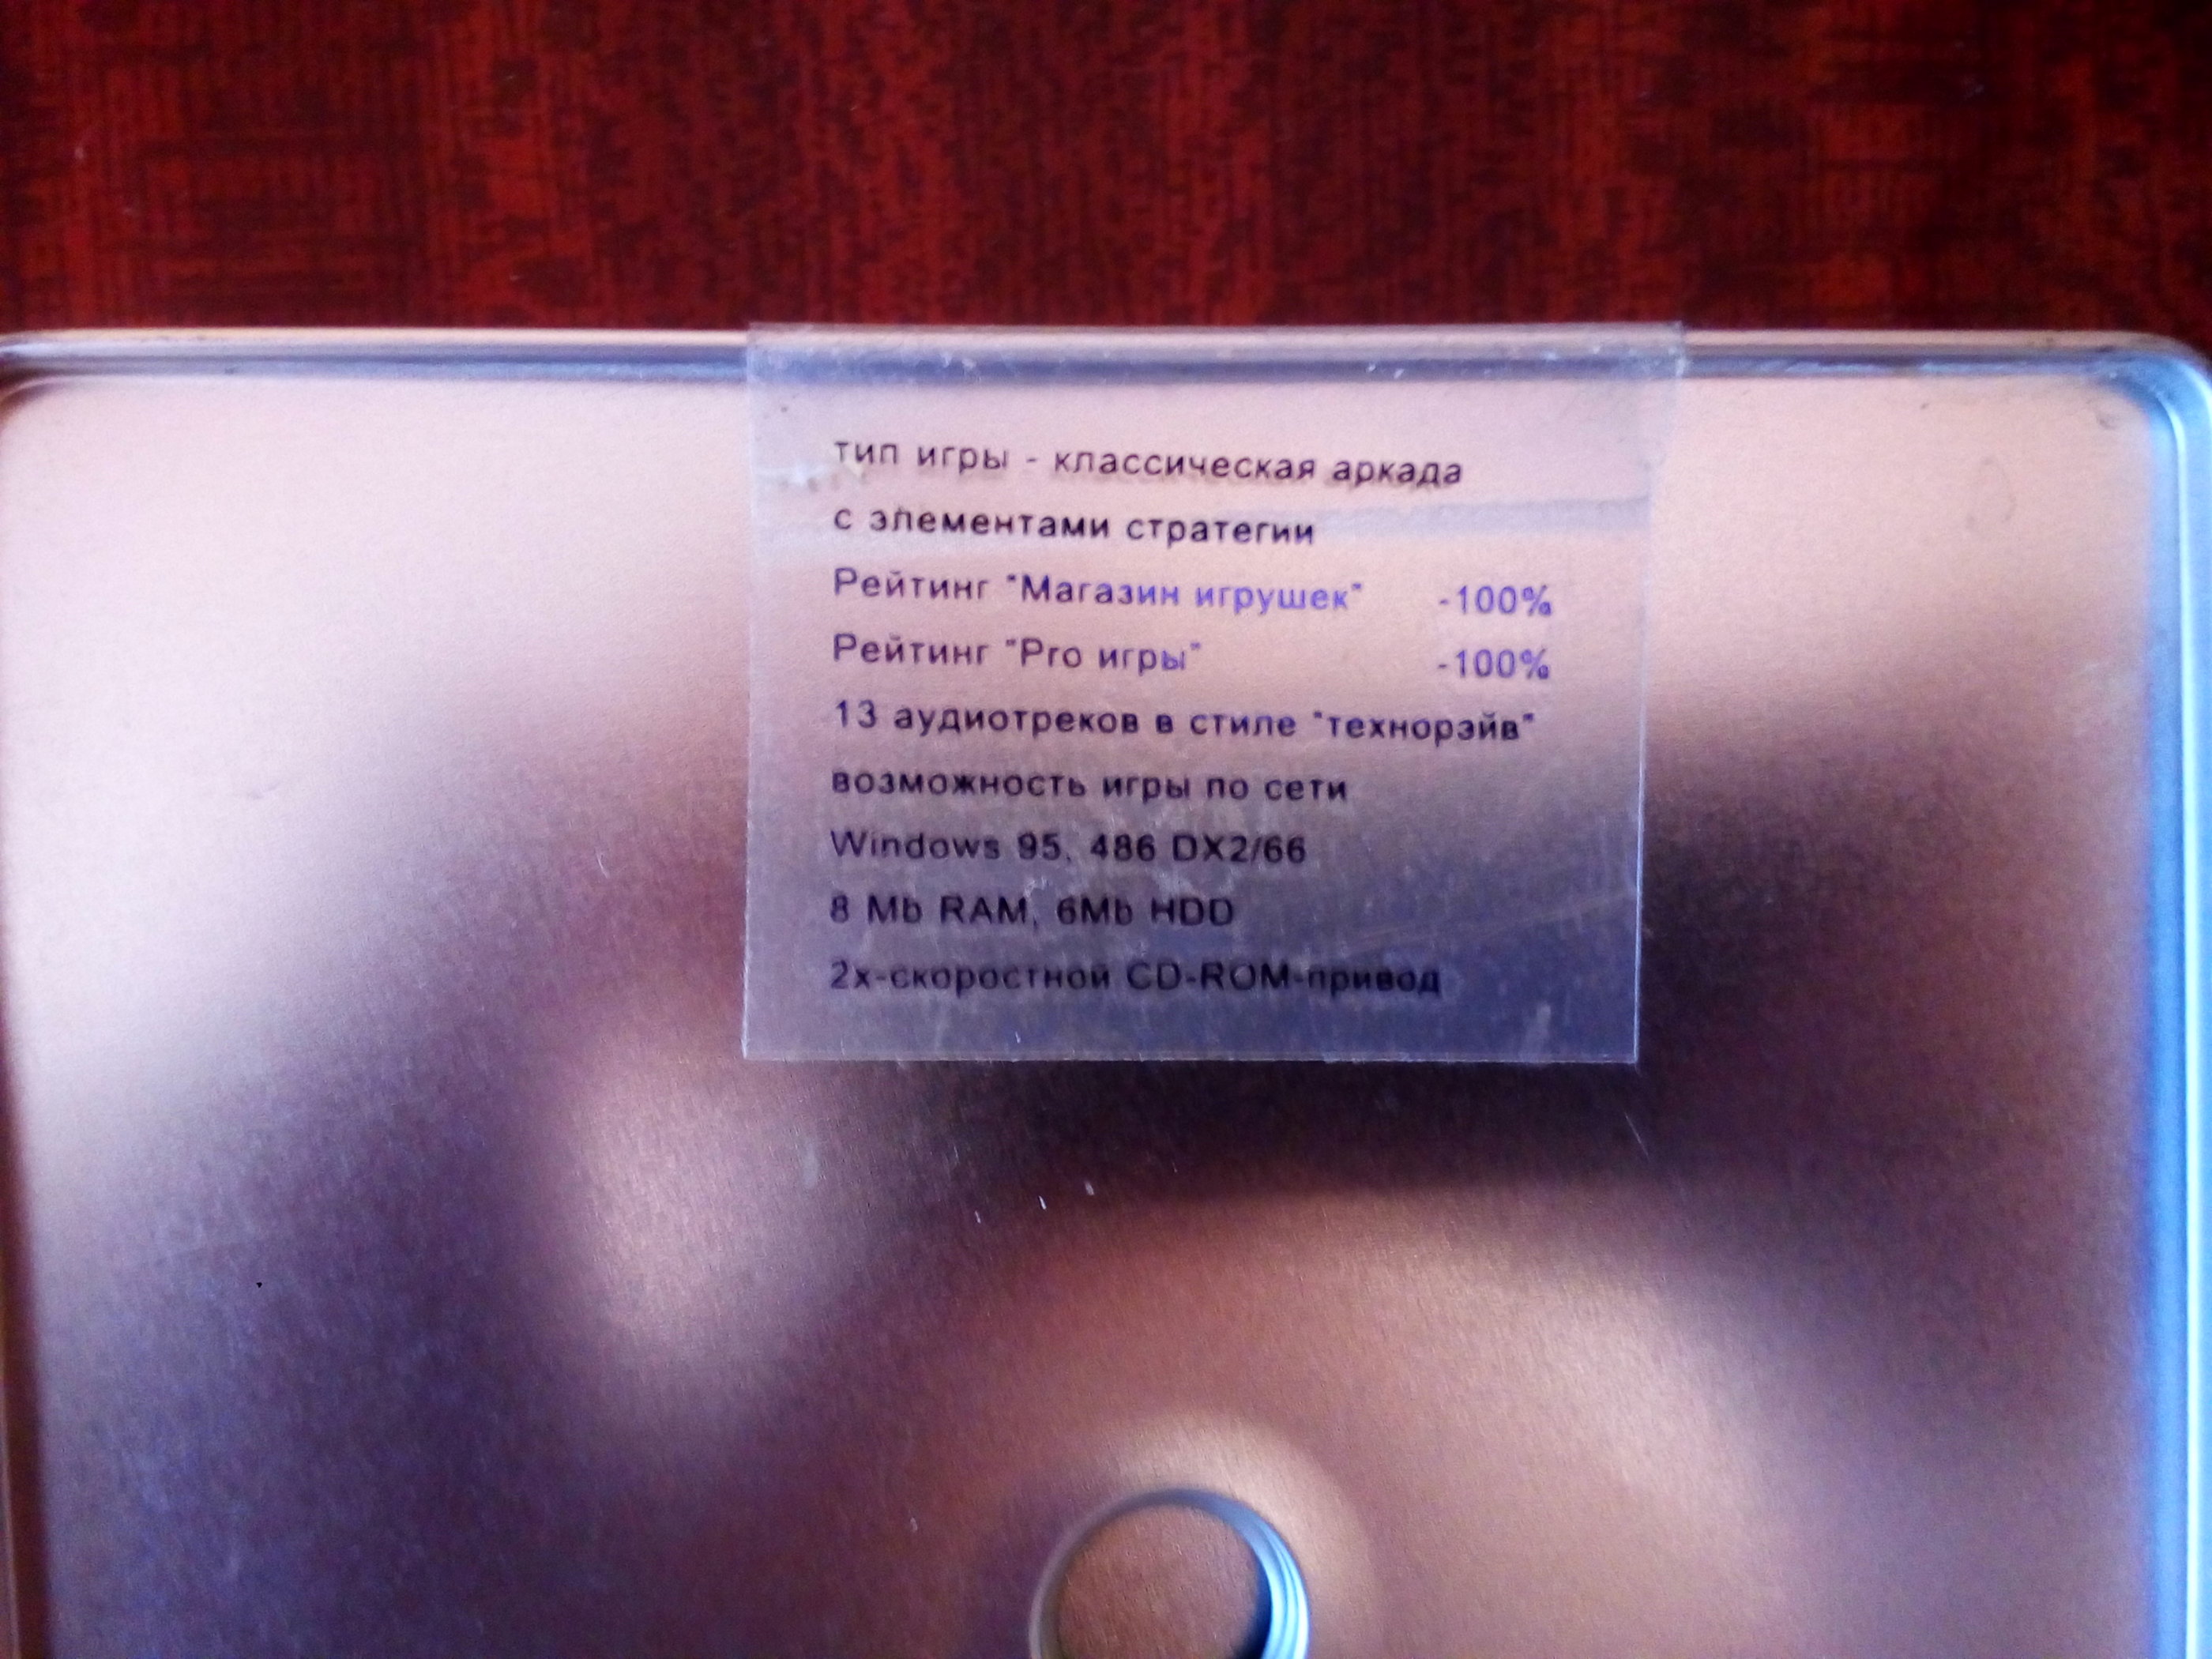 тип игры - классическая аркада
с элементами стратегии
Рейтинг "Магазин игрушек" -100%
Рейтинг "Pro игры" -100%
13 аудиотреков в стиле "технорэйв"
возможность игры по сети
Windows 95, 486 DX2/66
8 Mb RAM, 6Mb HDD
2х-скоростной CD-ROM-привод